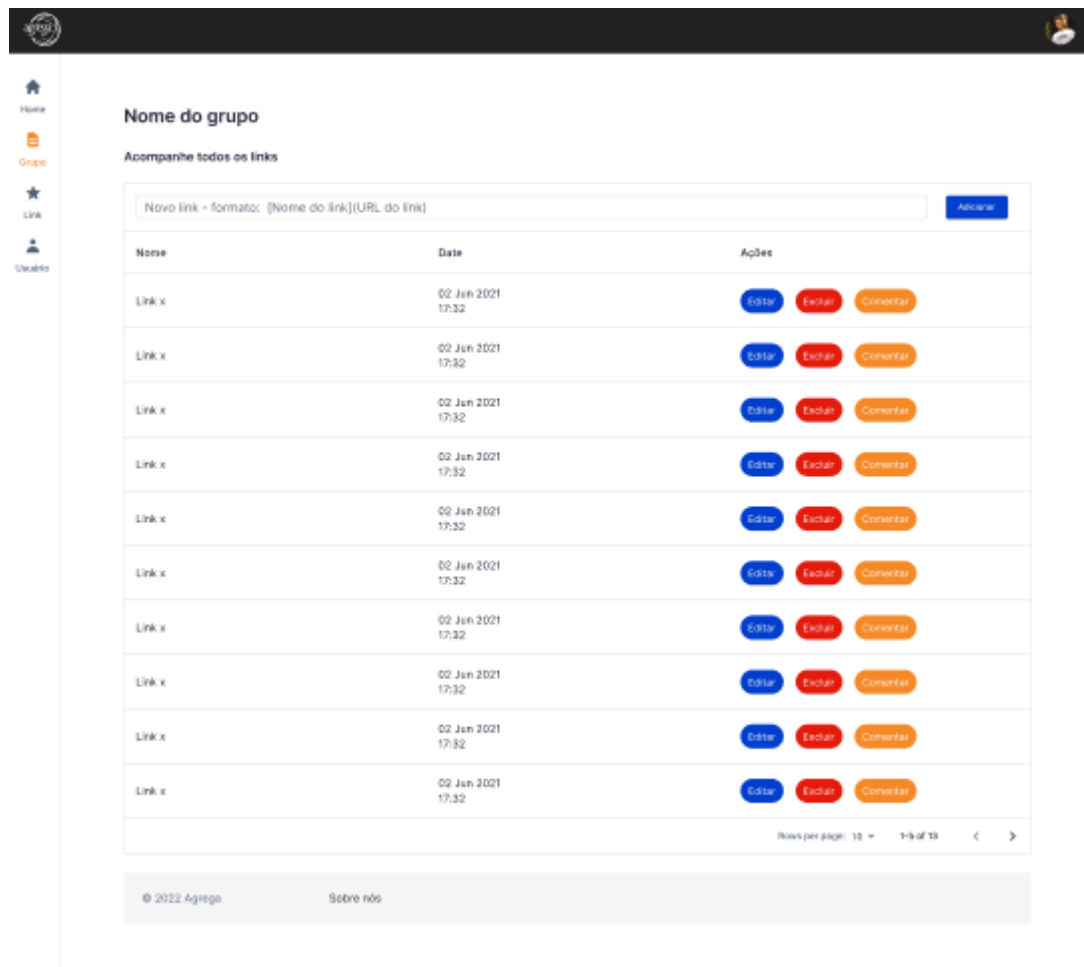 agrega
Home
Grupo
Link
Usuário
Nome do grupo
Acompanhe todos os links
Novo link - formato: [Nome do link](URL do link)
Adicionar
Nome Date Ações
Link x 02 Jun 2021 Editar Excluir Comentar
17:32
Link x 02 Jun 2021 Editar Excluir Comentar
17:32
Link x 02 Jun 2021 Editar Excluir Comentar
17:32
Link x 02 Jun 2021 Editar Excluir Comentar
17:32
Link x 02 Jun 2021 Editar Excluir Comentar
17:32
Link x 02 Jun 2021 Editar Excluir Comentar
17:32
Link x 02 Jun 2021 Editar Excluir Comentar
17:32
Link x 02 Jun 2021 Editar Excluir Comentar
17:32
Link x 02 Jun 2021 Editar Excluir Comentar
17:32
Link x 02 Jun 2021 Editar Excluir Comentar
17:32
Rows per page: 10 1-5 of 13
© 2022 Agrega Sobre nós